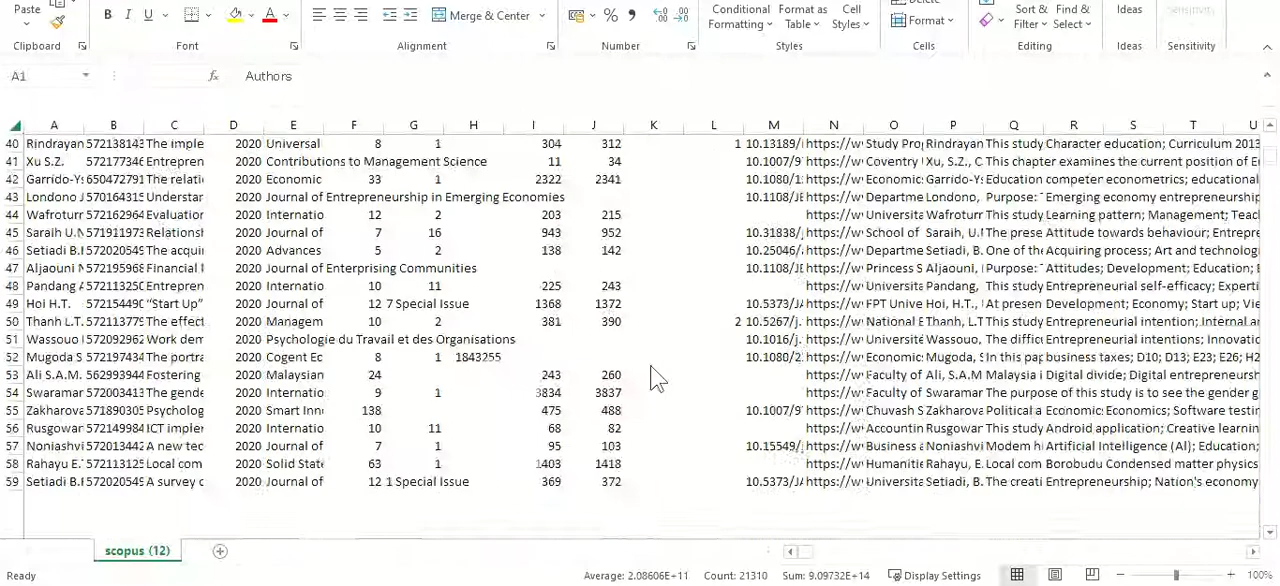 Paste
B I U
Merge & Center
%
Conditional Formatting
Format as Table
Cell Styles
Format
Sort & Filter
Find & Select
Ideas
Sensitivity
Clipboard Font Alignment Number Styles Cells Editing Ideas Sensitivity
A1 fx Authors
A B C D E F G H I J K L M N O P Q R S T U
40 Rindrayan 57213814 The imple 2020 Universal 8 1 304 312 1 10.13189/ https://w Study Pro Rindrayan This study Character education; Curriculum 2013
41 Xu S.Z. 57217734 Entrepren 2020 Contributions to Management Science 11 34 10.1007/9 https://w Coventry Xu, S.Z., C This chapter examines the current position of E
42 Garrido-Y 650472791 The relati 2020 Economic 33 1 2322 2341 10.1080/1 https://w Economic Garrido-Y Education competer econometrics; educational
43 Londono J 570164315 Understar 2020 Journal of Entrepreneurship in Emerging Economies 10.1108/J https://w Departme Londono, Purpose: Emerging economy entrepreneurship
44 Wafrotur 572162964 Evaluation 2020 Internatio 12 2 203 215 https://w Universita Wafroturr This study Learning pattern; Management; Teac
45 Saraih U.N 571911973 Relations 2020 Journal of 7 16 943 952 10.31838/ https://w School of Saraih, U. The prese Attitude towards behaviour; Entrepre
46 Setiadi B. 572020549 The acqui 2020 Advances 5 2 138 142 10.25046/ https://w Departme Setiadi, B. One of the Acquiring process; Art and technolog
47 Aljaouni N 572195968 Financial 2020 Journal of Enterprising Communities 10.1108/JE https://w Princess S Aljaouni, Purpose: Attitudes; Development; Education; E
48 Pandang 57211325 Entrepren 2020 Internatio 10 11 225 243 https://w Universita Pandang, This study Entrepreneurial self-efficacy; Experti
49 Hoi H.T. 57215449 “Start Up” 2020 Journal of 12 7 Special Issue 1368 1372 10.5373/JA https://w FPT Unive Hoi, H.T., At presen Development; Economy; Start up; Vie
50 Thanh L.T. 572113779 The effect 2020 Managem 10 2 381 390 2 10.5267/j. https://w National E Thanh, L.T This study Entrepreneurial intention; Internal ar
51 Wassouo 572092962 Work dem 2020 Psychologie du Travail et des Organisations 10.1016/j. https://w Universita Wassouo, The diffic Entrepreneurial intentions; Innovatio
52 Mugoda S 572197434 The portra 2020 Cogent Ec 8 1 1843255 10.1080/2 https://w Economic Mugoda, S In this pap business taxes; D10; D13; E23; E26; H2
53 Ali S.A.M. 562993944 Fostering 2020 Malaysian 24 243 260 https://w Faculty of Ali, S.A.M Malaysia i Digital divide; Digital entrepreneursh
54 Swaramar 572003413 The gende 2020 Internatio 9 1 3834 3837 https://w Faculty of Swaramar The purpose of this study is to see the gender g
55 Zakharova 571890305 Psycholog 2020 Smart Inn 138 475 488 10.1007/9 https://w Chuvash S Zakharova Political a Economic Economics; Software testir
56 Rusgowar 572149984 ICT imple 2020 Internatio 10 11 68 82 https://w Accountin Rusgowar This study Android application; Creative learnin
57 Noniashvi 572013442 A new tec 2020 Journal of 7 1 95 103 10.15549/j https://w Business a Noniashvi Modern h Artificial Intelligence (AI); Education;
58 Rahayu E. 572113125 Local com 2020 Solid State 63 1 1403 1418 https://w Humanitie Rahayu, E. Local com Borobudu Condensed matter physics
59 Setiadi B. 572020549 A survey c 2020 Journal of 12 1 Special Issue 369 372 10.5373/JA https://w Universita Setiadi, B. The creati Entrepreneurship; Nation's economy
scopus (12)
Ready Average: 2.08606E+11 Count: 21310 Sum: 9.09732E+14 Display Settings 100%